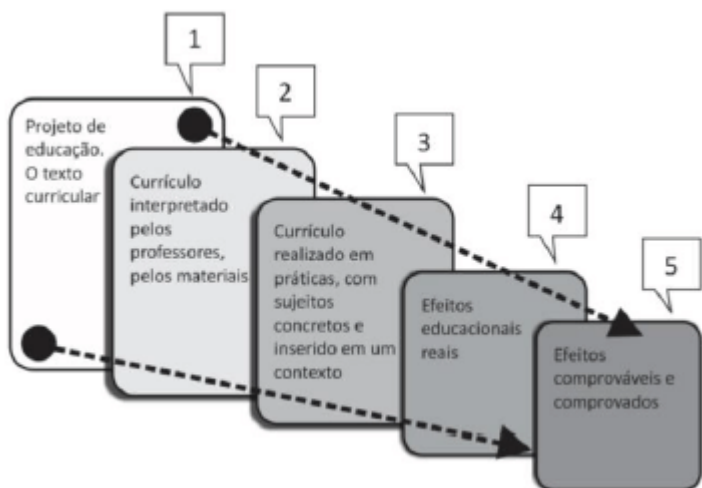 1
Projeto de
educação.
O texto
curricular
2
Currículo
interpretado
pelos
professores,
pelos materiais
3
Currículo
realizado em
práticas, com
sujeitos
concretos e
inserido em um
contexto
4
Efeitos
educacionais
reais
5
Efeitos
comprováveis e
comprovados